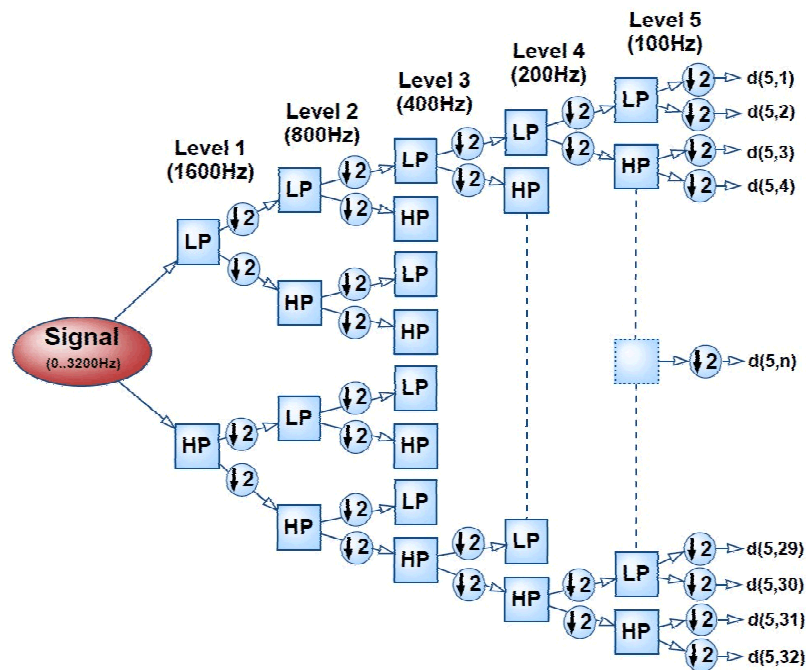 Signal
(0..3200Hz)
Level 1
(1600Hz)
LP
HP
↓2
↓2
↓2
↓2
Level 2
(800Hz)
LP
HP
LP
HP
↓2
↓2
↓2
↓2
↓2
↓2
↓2
↓2
Level 3
(400Hz)
LP
HP
LP
HP
LP
HP
LP
HP
↓2
↓2
↓2
↓2
Level 4
(200Hz)
LP
HP
LP
HP
↓2
↓2
↓2
↓2
Level 5
(100Hz)
LP
HP
LP
HP
↓2 d(5,1)
↓2 d(5,2)
↓2 d(5,3)
↓2 d(5,4)
↓2 d(5,n)
↓2 d(5,29)
↓2 d(5,30)
↓2 d(5,31)
↓2 d(5,32)